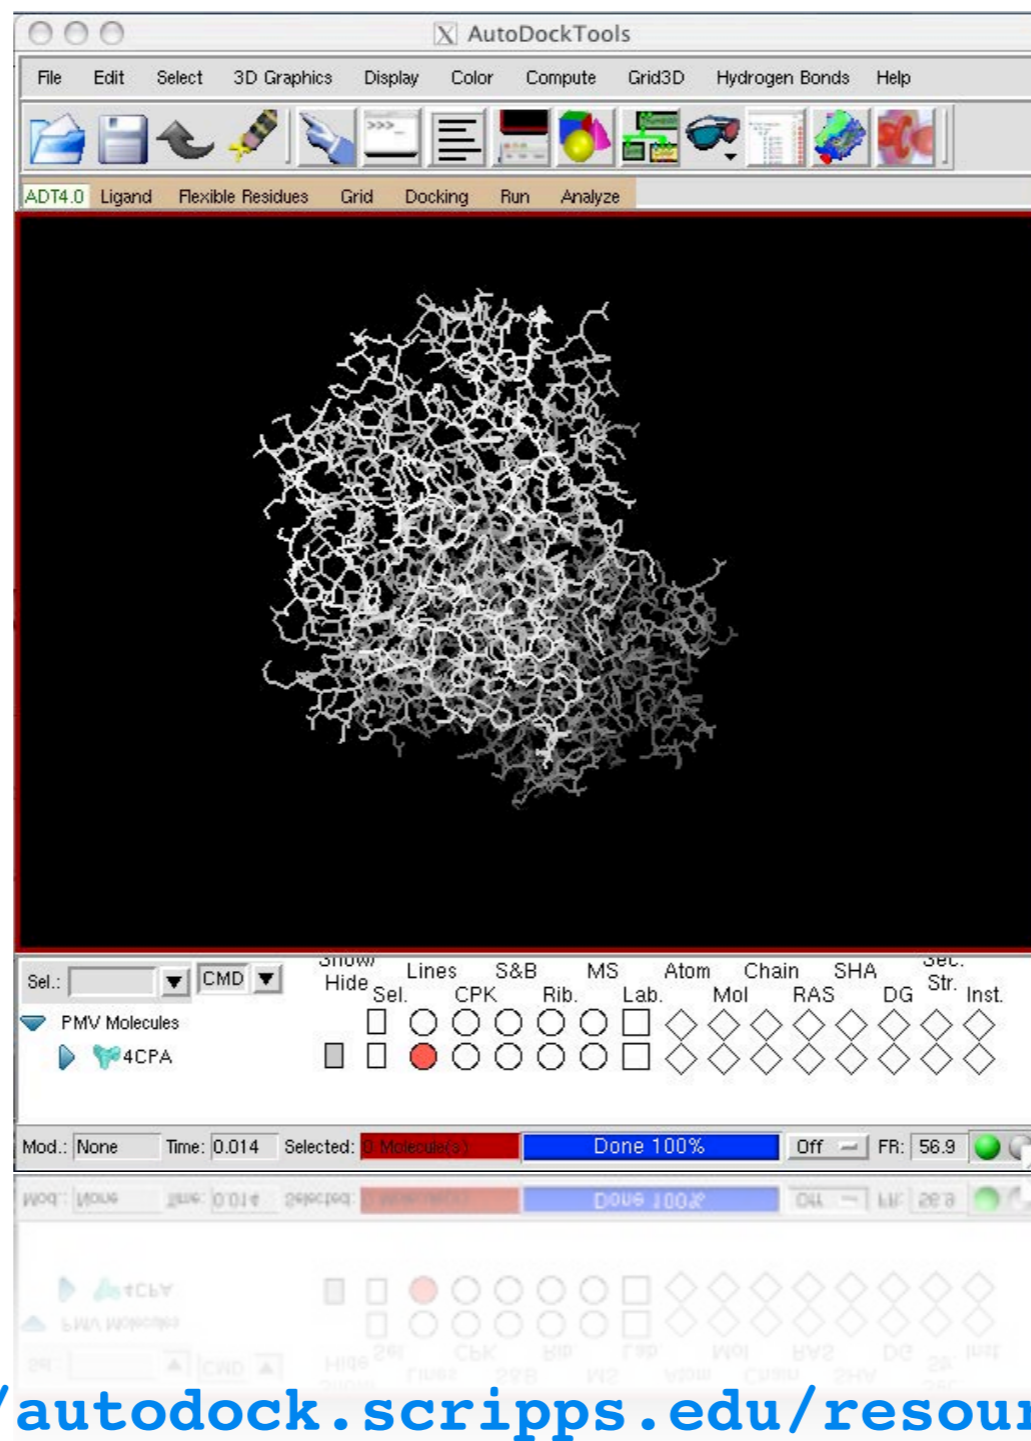 AutoDockTools
File Edit Select 3D Graphics Display Color Compute Grid3D Hydrogen Bonds Help
>>>_
ADT4.0 Ligand Flexible Residues Grid Docking Run Analyze
Sel.: CMD Show/ Hide Sel. Lines CPK S&B Rib. MS Lab. Atom Mol Chain RAS SHA DG Sec. Str. Inst.
PMV Molecules
4CPA
Mod.: None Time: 0.014 Selected: 0 Molecule(s) Done 100% Off FR: 56.9
/autodock.scripps.edu/resour